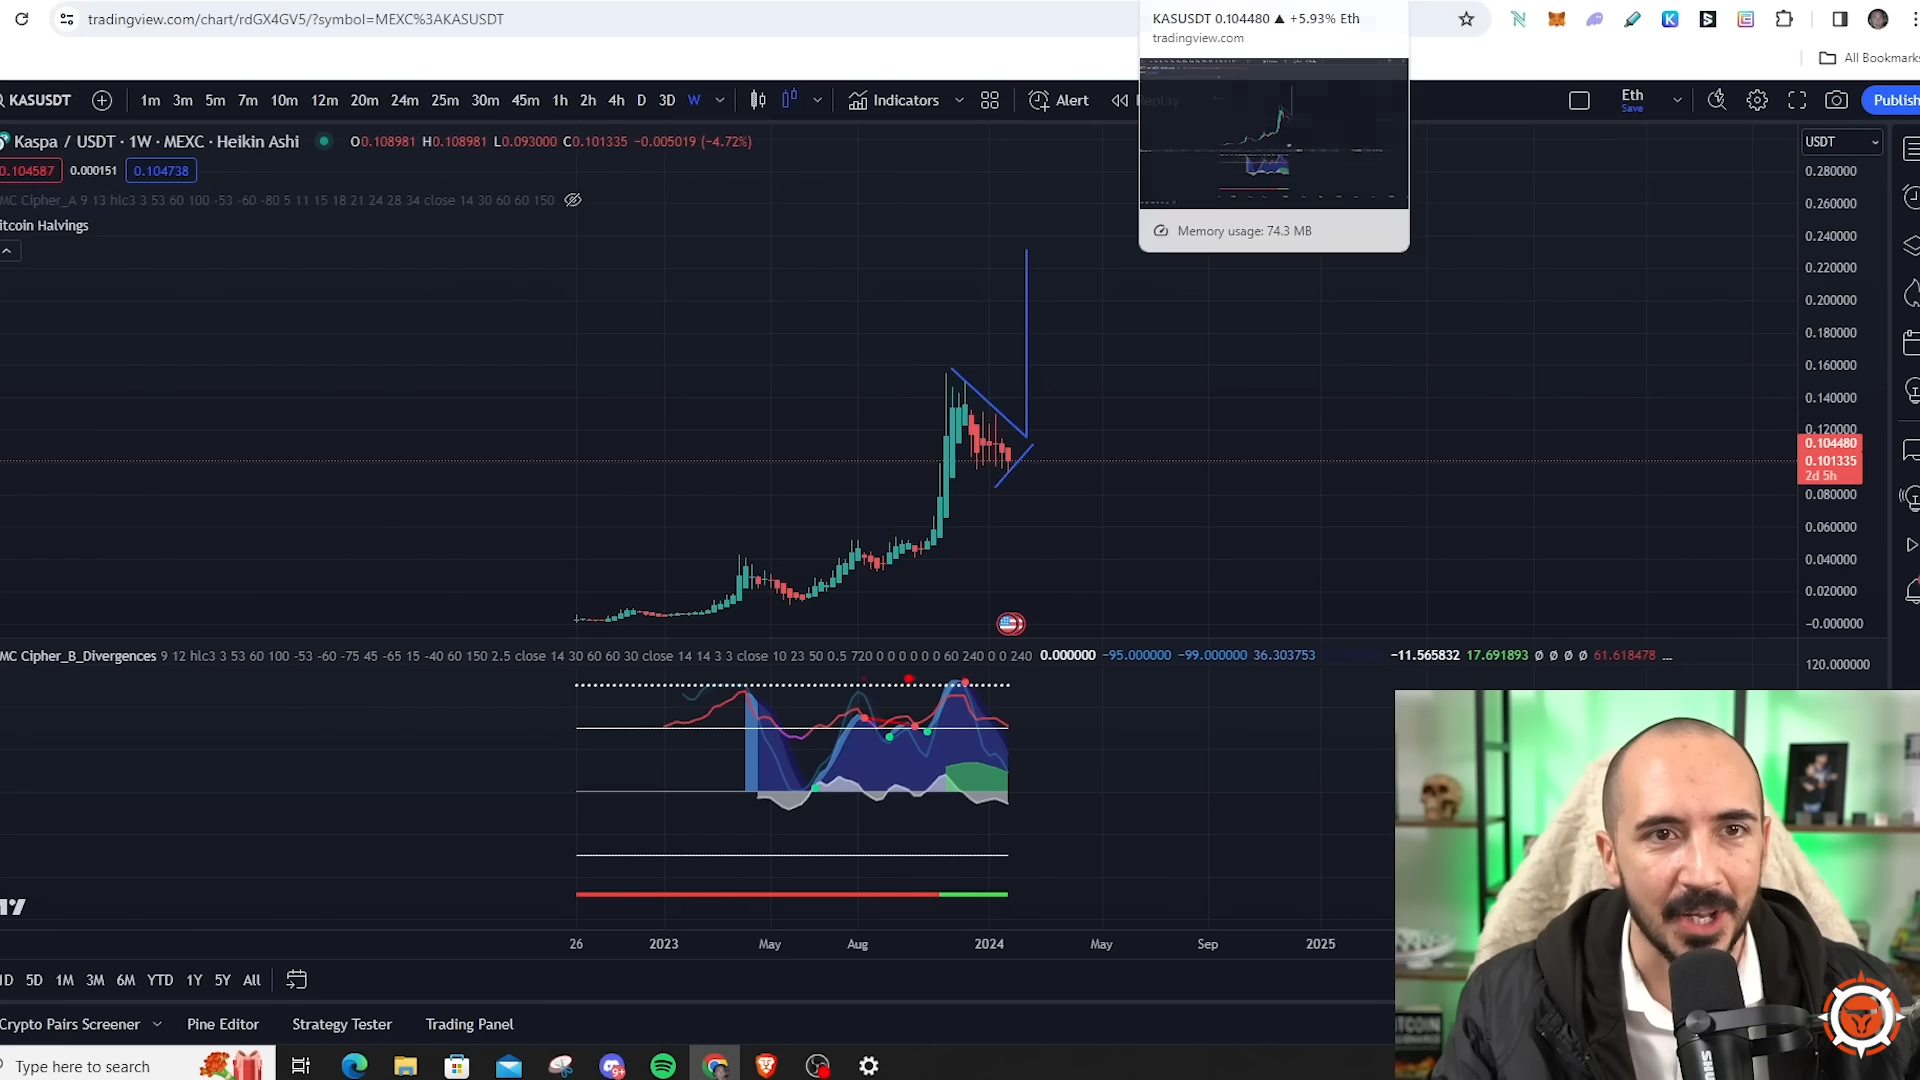 tradingview.com/chart/rdGX4GV5/?symbol=MEXC%3AKASUSDT
KASUSDT 0.104480 ▲ +5.93% Eth
tradingview.com
Memory usage: 74.3 MB
All Bookmarks
KASUSDT 1m 3m 5m 7m 10m 12m 20m 24m 25m 30m 45m 1h 2h 4h D 3D W Indicators Alert Replay Eth Save Publish
Kaspa / USDT · 1W · MEXC · Heikin Ashi O0.108981 H0.108981 L0.093000 C0.101335 −0.005019 (−4.72%)
USDT
0.104587 0.000151 0.104738
MC Cipher_A 9 13 hlc3 3 53 60 100 -53 -60 -80 5 11 15 18 21 24 28 34 close 14 30 60 60 150
itcoin Halvings
0.280000
0.260000
0.240000
0.220000
0.200000
0.180000
0.160000
0.140000
0.120000
0.104480
0.101335
2d 5h
0.080000
0.060000
0.040000
0.020000
−0.000000
MC Cipher_B_Divergences 9 12 hlc3 3 53 60 100 -53 -60 -75 45 -65 15 -40 60 150 2.5 close 14 30 60 60 30 close 14 14 3 3 close 10 23 50 0.5 720 0 0 0 0 0 0 60 240 0 0 240 0.000000 −95.000000 −99.000000 36.303753 −11.565832 17.691893 Ø Ø Ø Ø 61.618478 ...
120.000000
26 2023 May Aug 2024 May Sep 2025
1D 5D 1M 3M 6M YTD 1Y 5Y All
Crypto Pairs Screener Pine Editor Strategy Tester Trading Panel
Type here to search
9+
BITCOIN
SHU